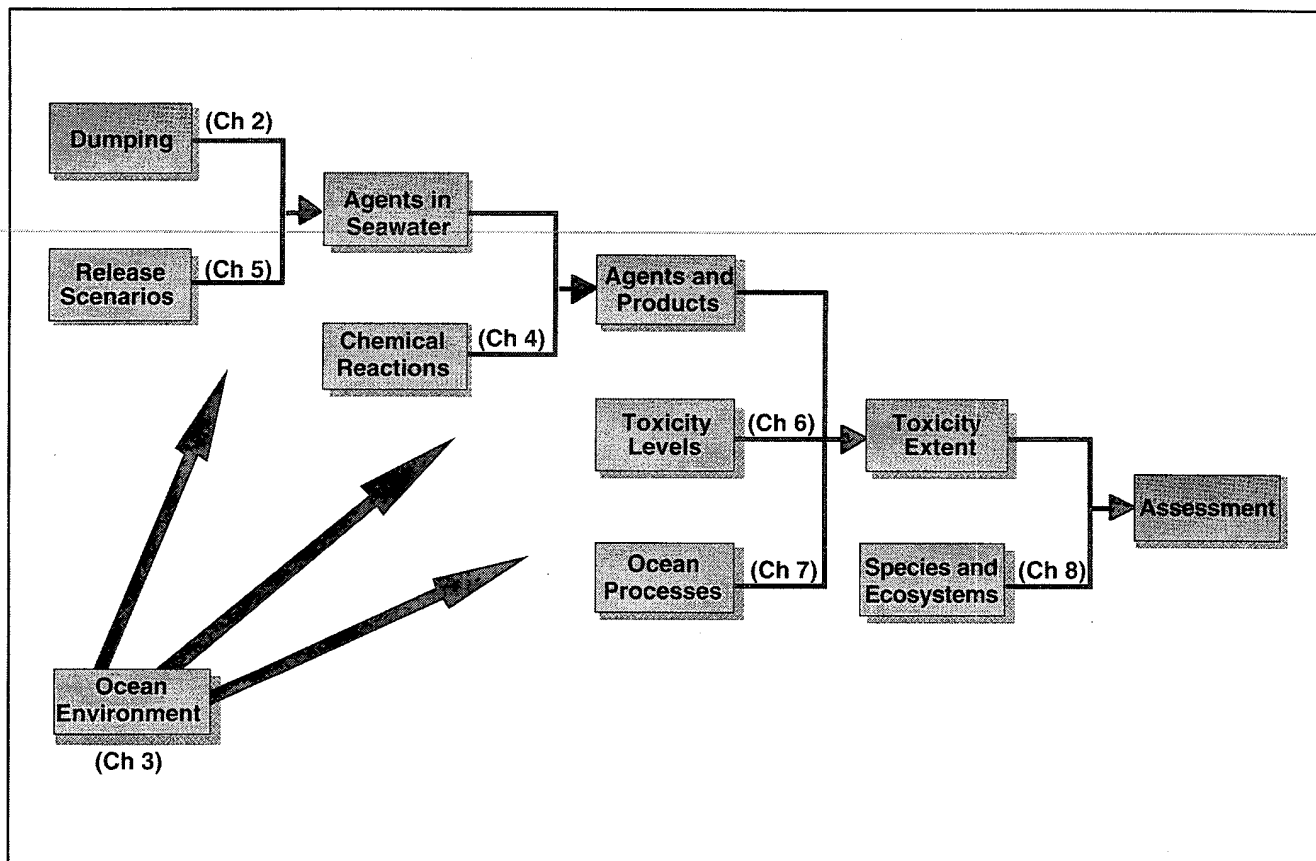 Dumping
(Ch 2)
Release
Scenarios
(Ch 5)
Agents in
Seawater
Chemical
Reactions
(Ch 4)
Agents and
Products
Toxicity
Levels
(Ch 6)
Ocean
Processes
(Ch 7)
Toxicity
Extent
Species and
Ecosystems
(Ch 8)
Assessment
Ocean
Environment
(Ch 3)